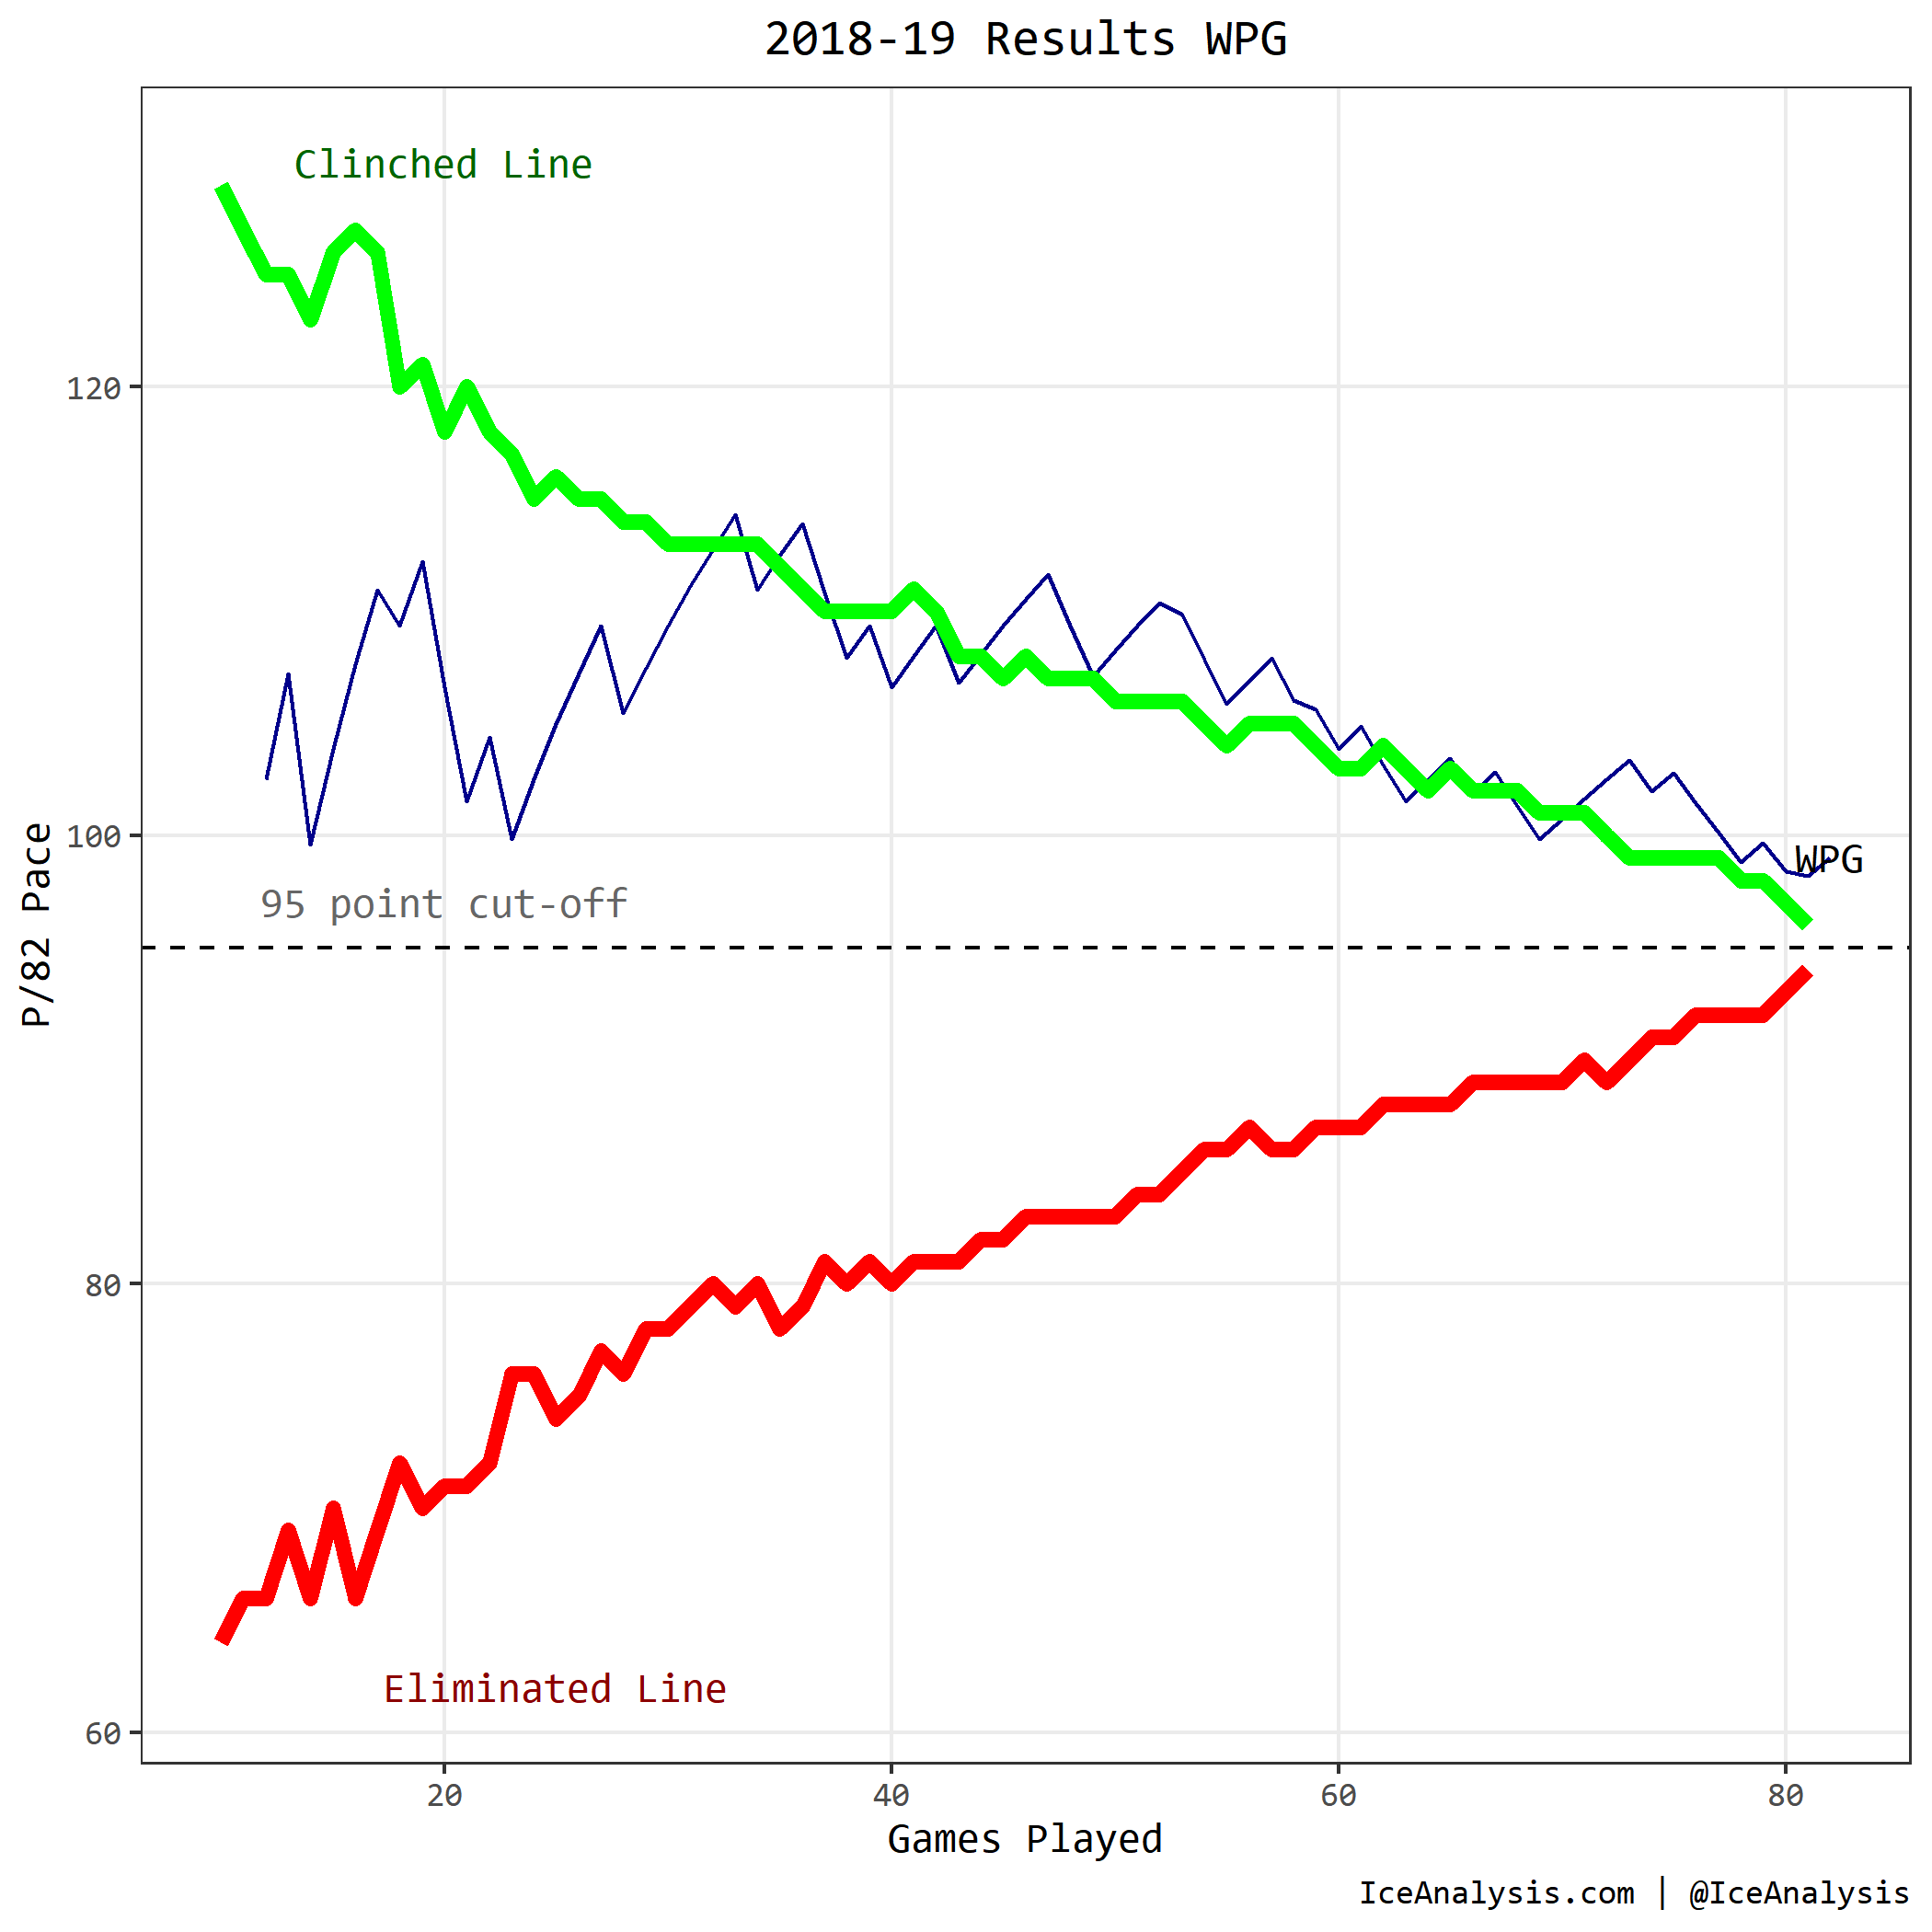 2018-19 Results WPG
Clinched Line
120
100
WPG
95 point cut-off
P/82 Pace
80
Eliminated Line
60
20 40 60 80
Games Played
IceAnalysis.com | @IceAnalysis